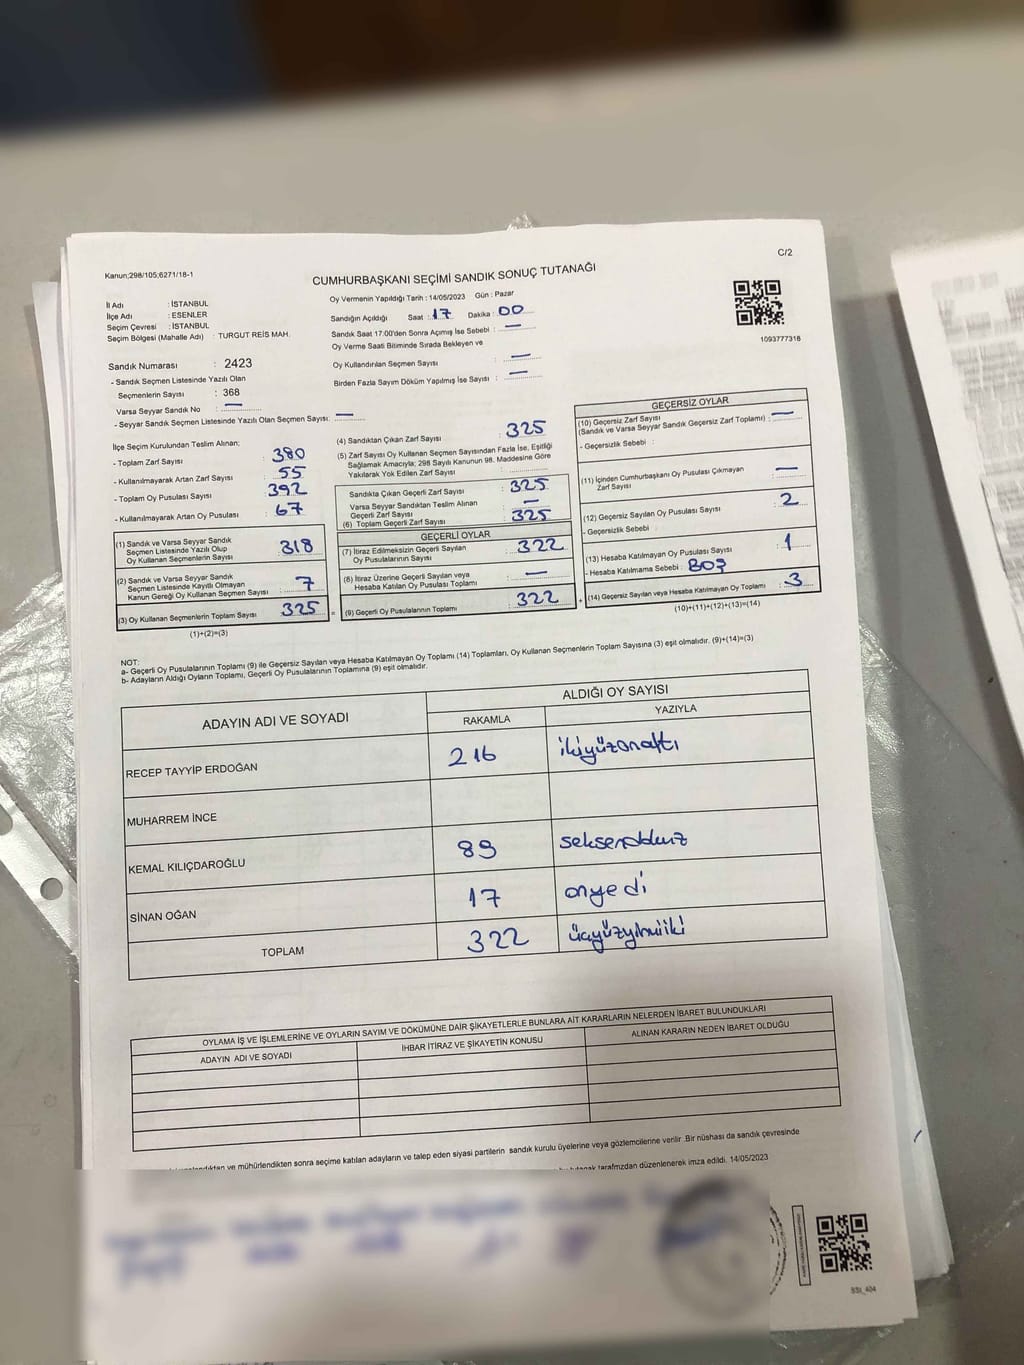 Kanun;298/105;6271/18-1
C/2
CUMHURBAŞKANI SEÇİMİ SANDIK SONUÇ TUTANAĞI
İl Adı : İSTANBUL
İlçe Adı : ESENLER
Seçim Çevresi : İSTANBUL
Seçim Bölgesi (Mahalle Adı) : TURGUT REİS MAH.
Oy Vermenin Yapıldığı Tarih : 14/05/2023 Gün : Pazar
Sandığın Açıldığı Saat : 17 Dakika : 00
Sandık Saat 17:00'den Sonra Açımış İse Sebebi : —
Oy Verme Saati Bitiminde Sırada Bekleyen ve
Oy Kullandırılan Seçmen Sayısı : —
Birden Fazla Sayım Döküm Yapılmış İse Sayısı : —
1093777318
Sandık Numarası : 2423
- Sandık Seçmen Listesinde Yazılı Olan
Seçmenlerin Sayısı : 368
Varsa Seyyar Sandık No : —
- Seyyar Sandık Seçmen Listesinde Yazılı Olan Seçmen Sayısı: —
İlçe Seçim Kurulundan Teslim Alınan;
- Toplam Zarf Sayısı : 380
- Kullanılmayarak Artan Zarf Sayısı : 55
- Toplam Oy Pusulası Sayısı : 392
- Kullanılmayarak Artan Oy Pusulası : 67
(1) Sandık ve Varsa Seyyar Sandık
Seçmen Listesinde Yazılı Olup
Oy Kullanan Seçmenlerin Sayısı : 318
(2) Sandık ve Varsa Seyyar Sandık
Seçmen Listesinde Kayıtlı Olmayan
Kanun Gereği Oy Kullanan Seçmen Sayısı : 7
(3) Oy Kullanan Seçmenlerin Toplam Sayısı : 325
(1)+(2)=(3)
(4) Sandıktan Çıkan Zarf Sayısı : 325
(5) Zarf Sayısı Oy Kullanan Seçmen Sayısından Fazla İse, Eşitliği
Sağlamak Amacıyla; 298 Sayılı Kanunun 98. Maddesine Göre
Yakılarak Yok Edilen Zarf Sayısı :
Sandıkta Çıkan Geçerli Zarf Sayısı : 325
Varsa Seyyar Sandıktan Teslim Alınan
Geçerli Zarf Sayısı : —
(6) Toplam Geçerli Zarf Sayısı : 325
GEÇERLİ OYLAR
(7) İtiraz Edilmeksizin Geçerli Sayılan
Oy Pusulalarının Sayısı : 322
(8) İtiraz Üzerine Geçerli Sayılan veya
Hesaba Katılan Oy Pusulası Toplamı : —
(9) Geçerli Oy Pusulalarının Toplamı : 322
GEÇERSİZ OYLAR
(10) Geçersiz Zarf Sayısı
(Sandık ve Varsa Seyyar Sandık Geçersiz Zarf Toplamı) : —
- Geçersizlik Sebebi :
(11) İçinden Cumhurbaşkanı Oy Pusulası Çıkmayan
Zarf Sayısı : —
(12) Geçersiz Sayılan Oy Pusulası Sayısı : 2
- Geçersizlik Sebebi
(13) Hesaba Katılmayan Oy Pusulası Sayısı : 1
- Hesaba Katılmama Sebebi :
(14) Geçersiz Sayılan veya Hesaba Katılmayan Oy Toplamı : 3
(10)+(11)+(12)+(13)=(14)
NOT:
a- Geçerli Oy Pusulalarının Toplamı (9) ile Geçersiz Sayılan veya Hesaba Katılmayan Oy Toplamı (14) Toplamları, Oy Kullanan Seçmenlerin Toplam Sayısına (3) eşit olmalıdır. (9)+(14)=(3)
b- Adayların Aldığı Oyların Toplamı, Geçerli Oy Pusulalarının Toplamına (9) eşit olmalıdır.
ADAYIN ADI VE SOYADI
ALDIĞI OY SAYISI
RAKAMLA YAZIYLA
RECEP TAYYİP ERDOĞAN 216 ikiyüzonaltı
MUHARREM İNCE
KEMAL KILIÇDAROĞLU 89 seksendokuz
SİNAN OĞAN 17 onyedi
TOPLAM 322 üçyüzyirmiiki
OYLAMA İŞ VE İŞLEMLERİNE VE OYLARIN SAYIM VE DÖKÜMÜNE DAİR ŞİKAYETLERLE BUNLARA AİT KARARLARIN NELERDEN İBARET BULUNDUKLARI
ADAYIN ADI VE SOYADI İHBAR İTİRAZ VE ŞİKAYETİN KONUSU ALINAN KARARIN NEDEN İBARET OLDUĞU
ve mühürlendikten sonra seçime katılan adayların ve talep eden siyasi partilerin sandık kurulu üyelerine veya gözlemcilerine verilir .Bir nüshası da sandık çevresinde
tutanak tarafımızdan düzenlenerek imza edildi. 14/05/2023